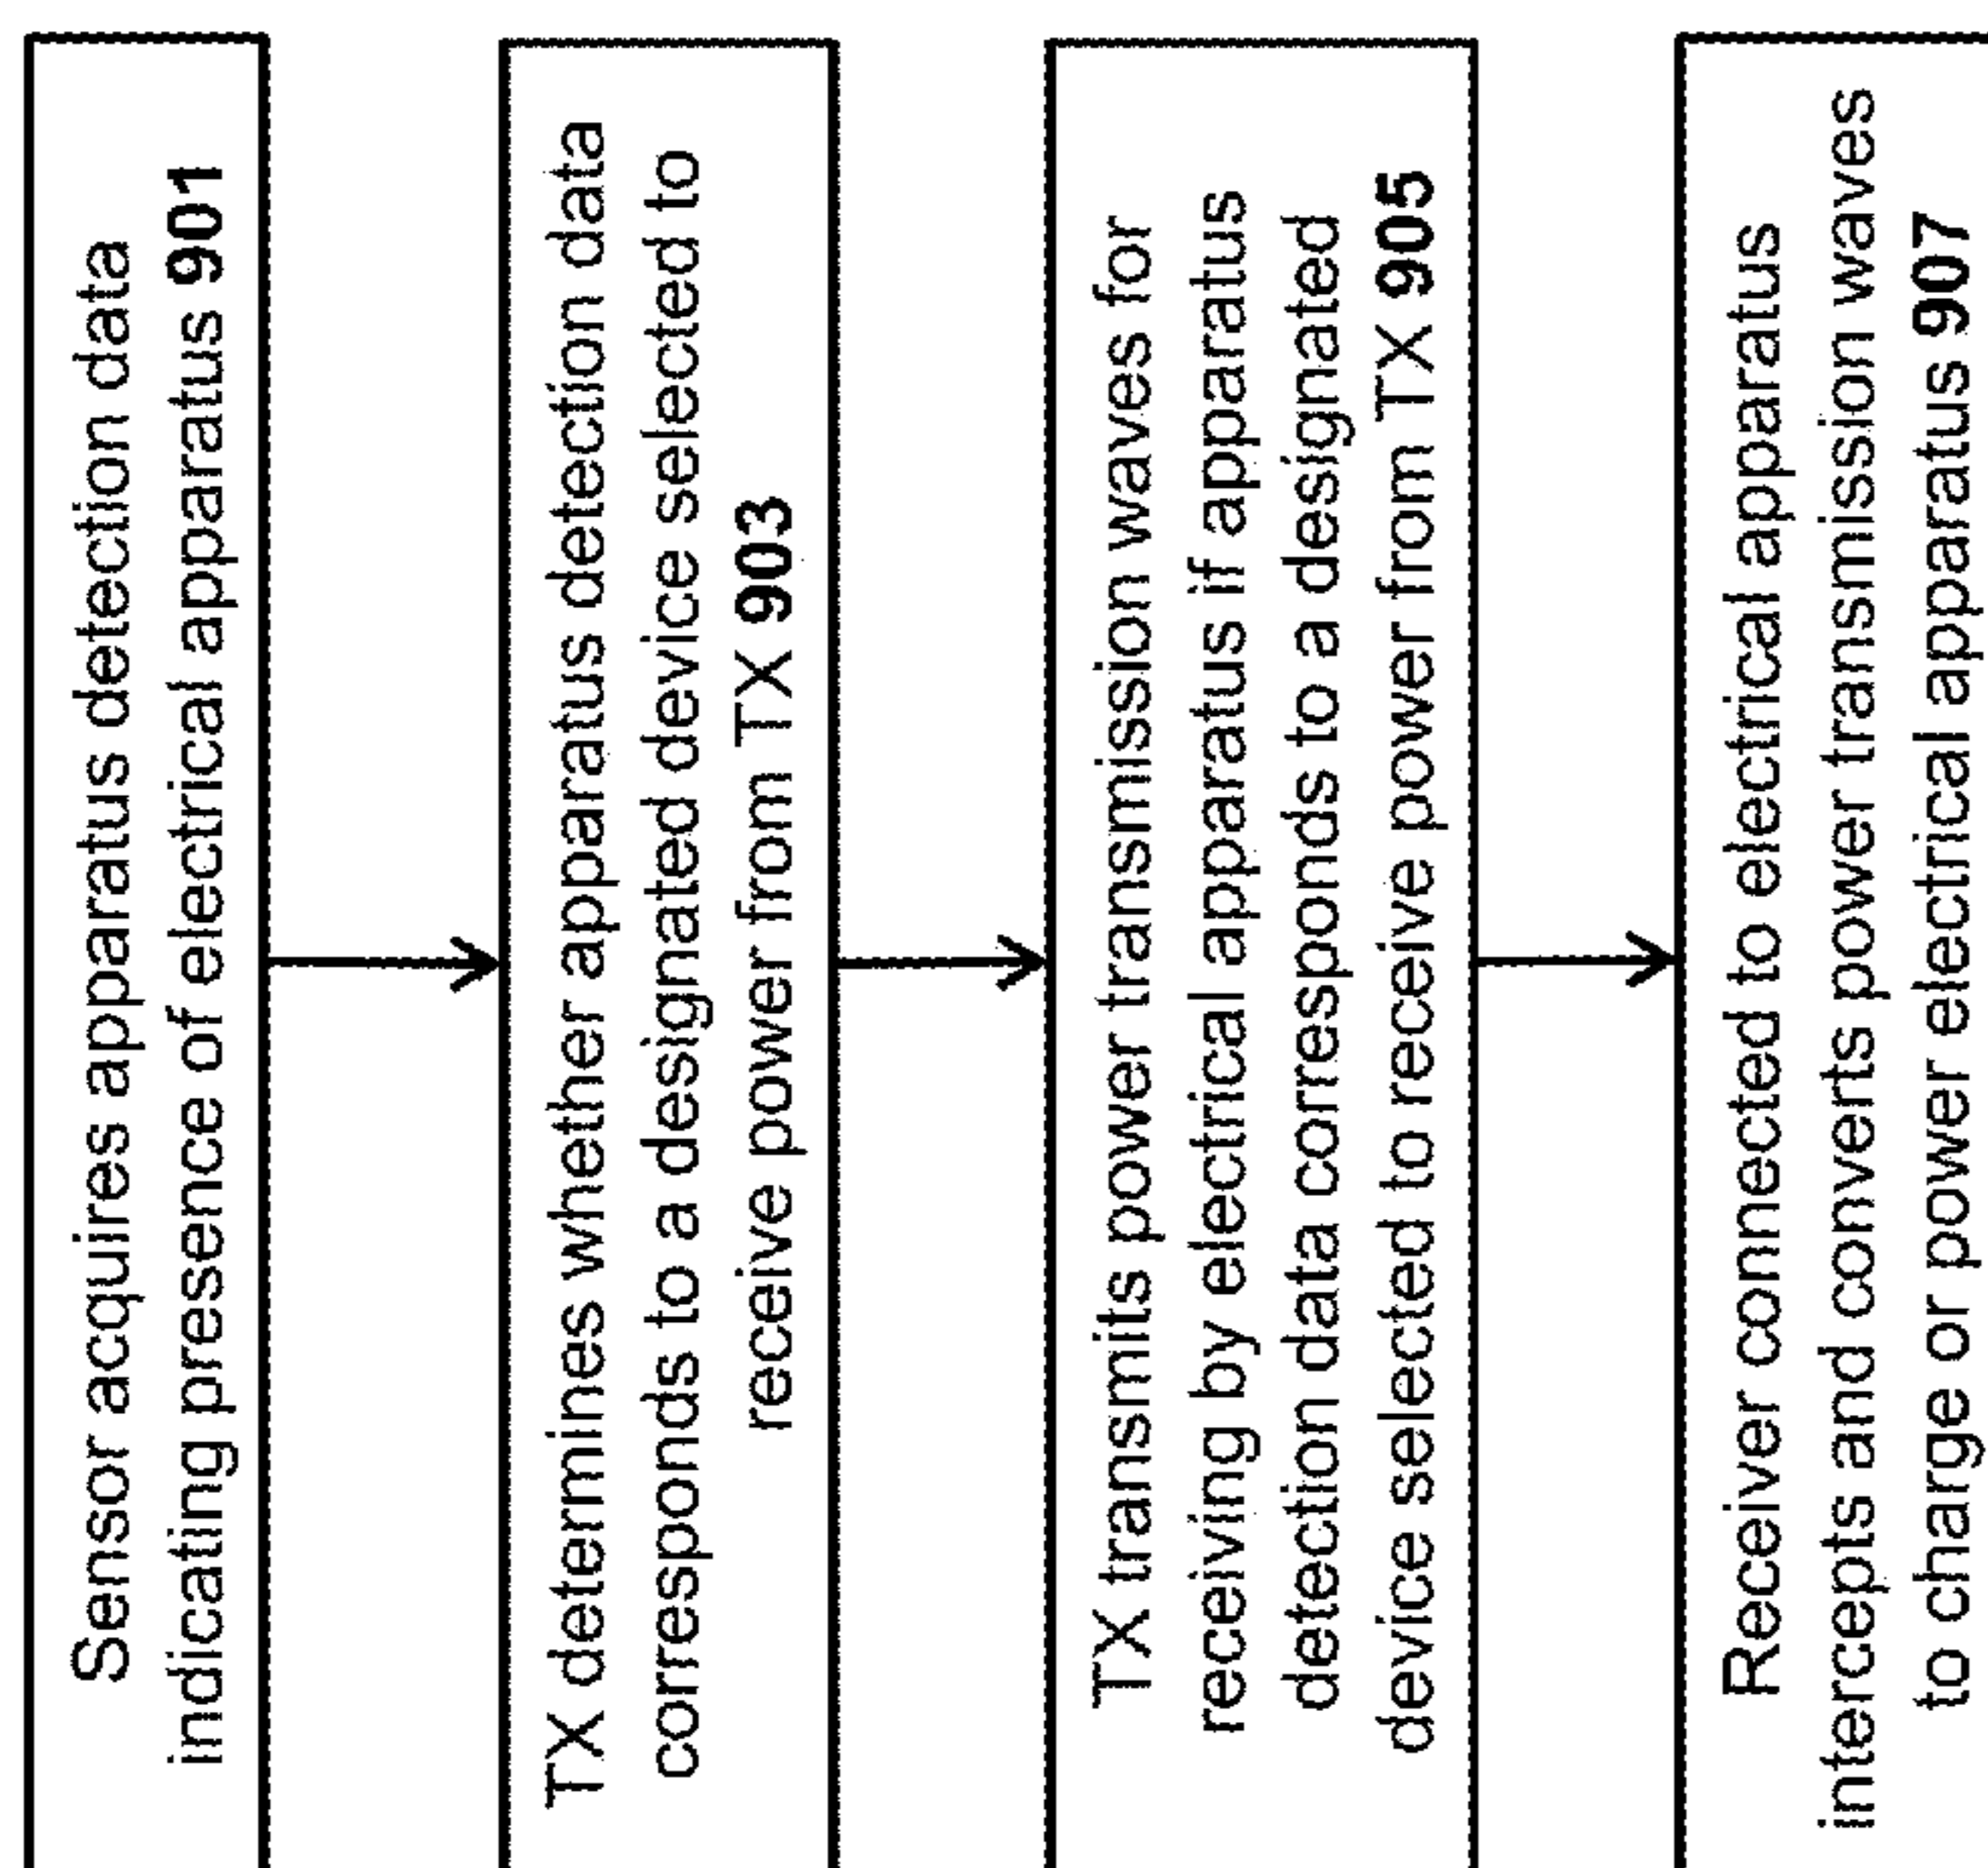 Sensor acquires apparatus detection data
indicating presence of electrical apparatus 901
TX determines whether apparatus detection data
corresponds to a designated device selected to
receive power from TX 903
TX transmits power transmission waves for
receiving by electrical apparatus if apparatus
detection data corresponds to a designated
device selected to receive power from TX 905
Receiver connected to electrical apparatus
intercepts and converts power transmission waves
to charge or power electrical apparatus 907